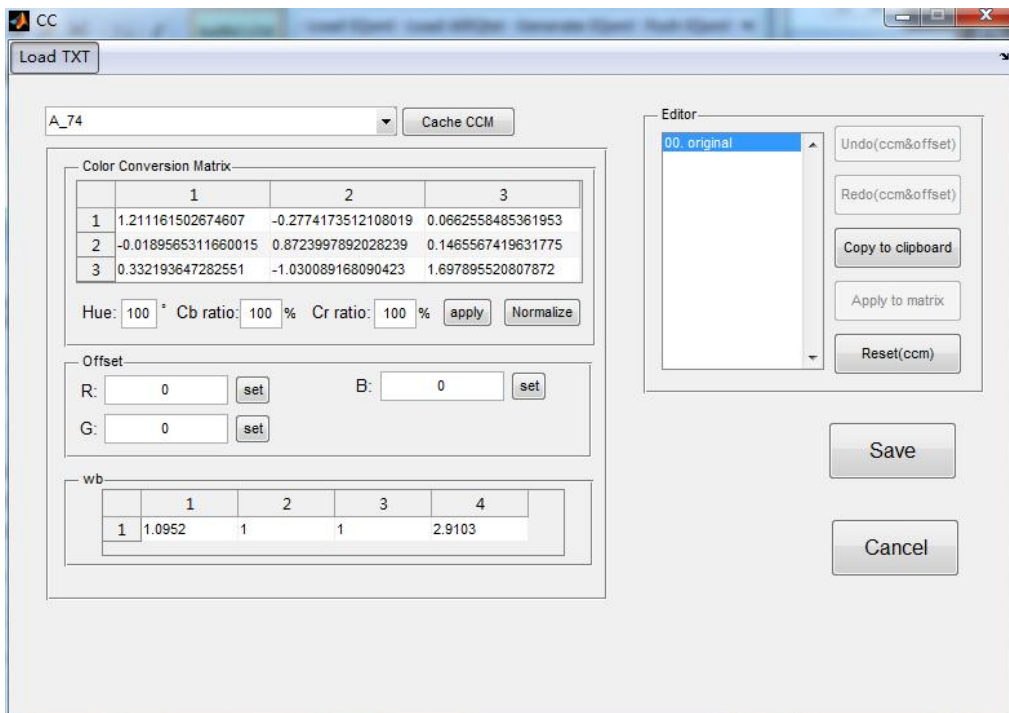 CC
Load TXT
A_74
Cache CCM
Color Conversion Matrix
1 2 3
1 1.211161502674607 -0.2774173512108019 0.0662558485361953
2 -0.0189565311660015 0.8723997892028239 0.1465567419631775
3 0.332193647282551 -1.030089168090423 1.697895520807872
Hue: 100 ° Cb ratio: 100 % Cr ratio: 100 % apply Normalize
Offset
R: 0 set B: 0 set
G: 0 set
wb
1 2 3 4
1 1.0952 1 1 2.9103
Editor
00. original
Undo(ccm&offset)
Redo(ccm&offset)
Copy to clipboard
Apply to matrix
Reset(ccm)
Save
Cancel